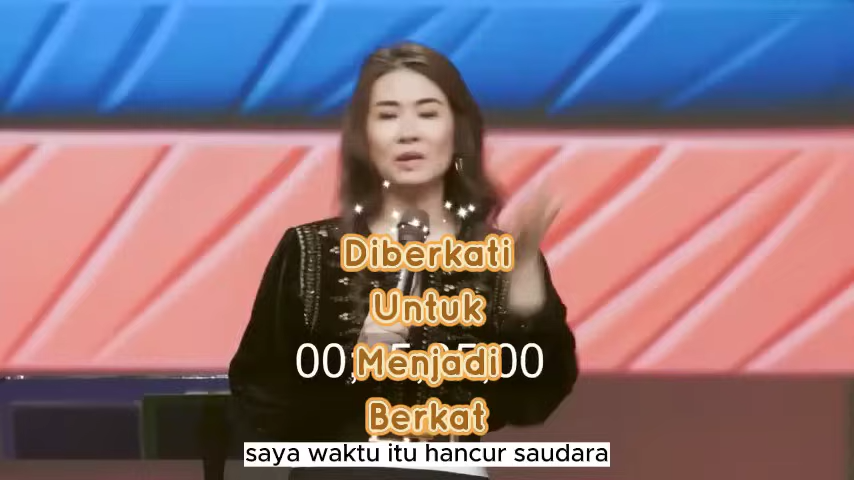 Diberkati
Untuk
Menjadi
Berkat
saya waktu itu hancur saudara